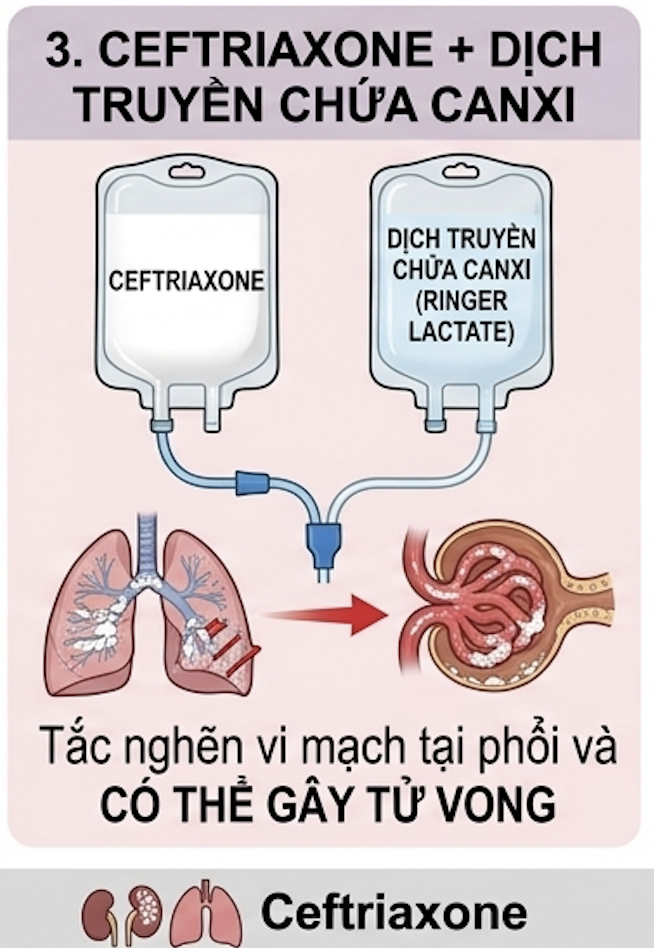 3. CEFTRIAXONE + DỊCH
TRUYỀN CHỨA CANXI
CEFTRIAXONE
DỊCH TRUYỀN
CHỨA CANXI
(RINGER
LACTATE)
Tắc nghẽn vi mạch tại phổi và
CÓ THỂ GÂY TỬ VONG
Ceftriaxone